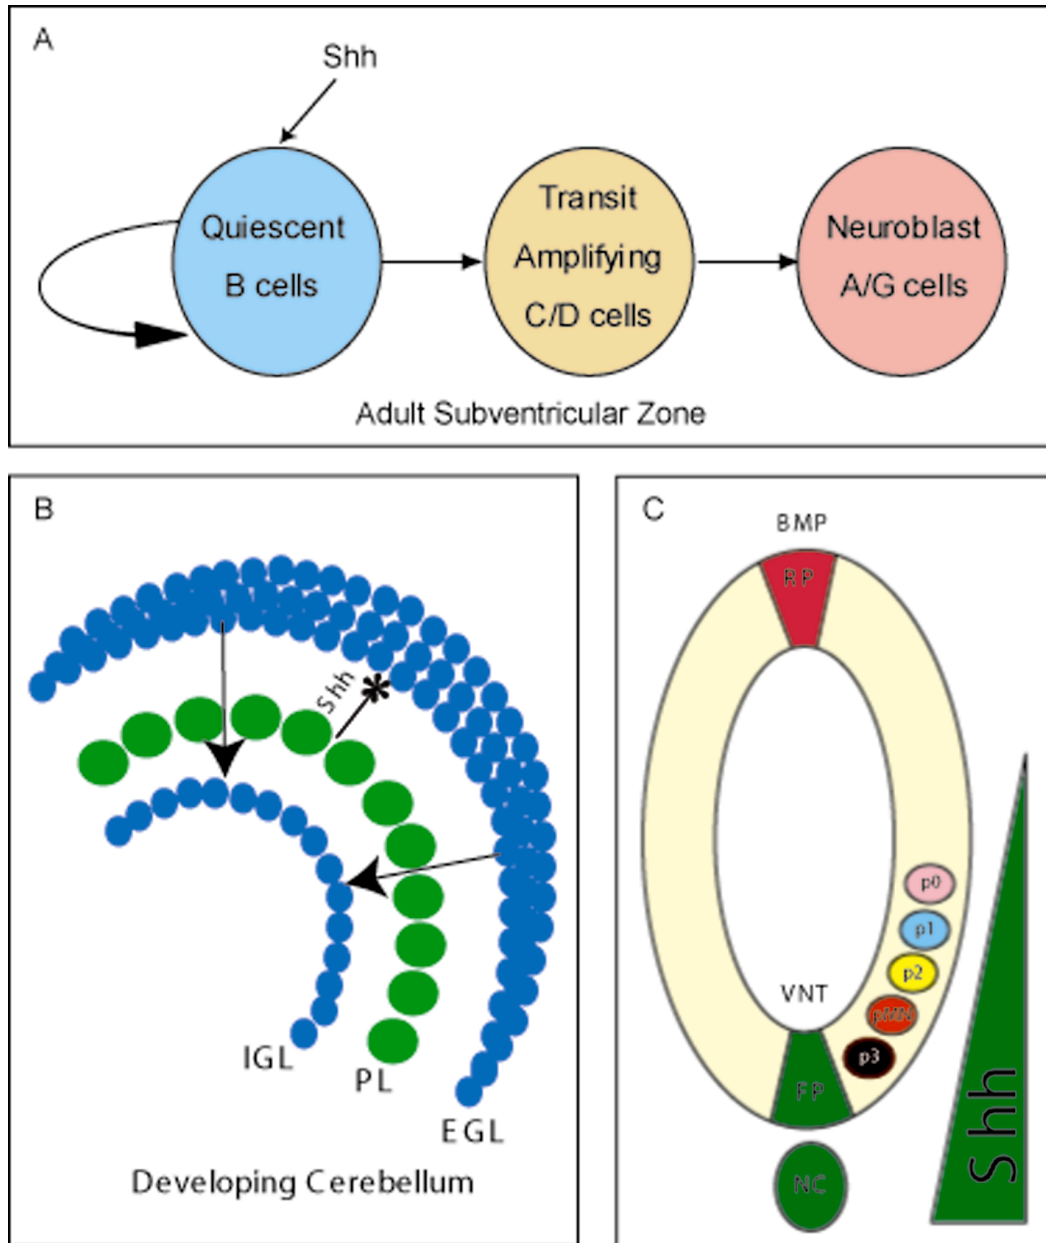 A
Shh
Quiescent
B cells
Transit
Amplifying
C/D cells
Neuroblast
A/G cells
Adult Subventricular Zone
B
Shh
*
IGL
PL
EGL
Developing Cerebellum
C
BMP
RP
p0
p1
p2
pMN
p3
VNT
FP
NC
Shh